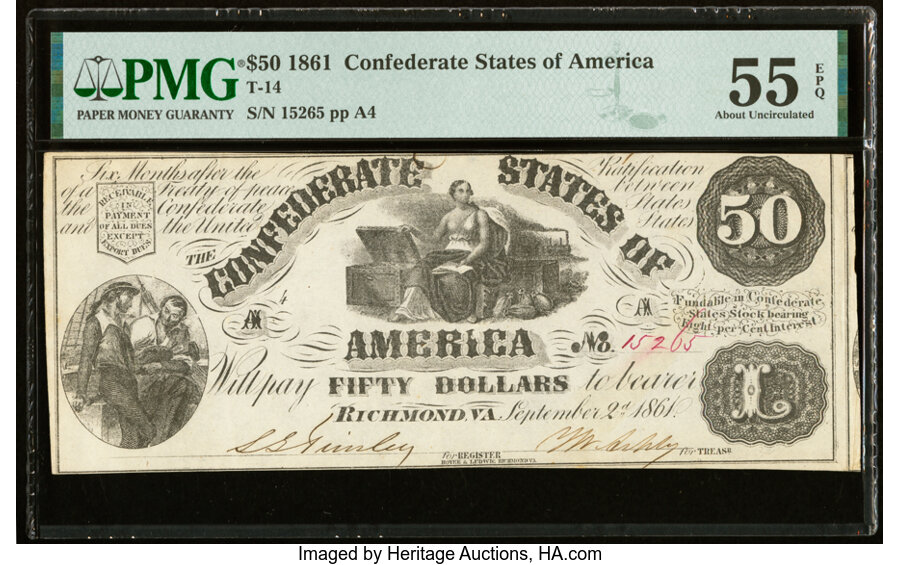 PMG® $50 1861 Confederate States of America
T-14
PAPER MONEY GUARANTY S/N 15265 pp A4
55 EPQ
About Uncirculated
Six Months after the Ratification
of a Treaty of peace between
the Confederate States
and the United States
RECEIVABLE
IN
PAYMENT
OF ALL DUES
EXCEPT
EXPORT DUES
THE
CONFEDERATE STATES OF
AMERICA
50
4
Fundable in Confederate
States Stock bearing
Eight per Cent Interest
No. 15265
Will pay FIFTY DOLLARS to bearer
L
RICHMOND, VA. September 2d 1861
For REGISTER
HOYER & LUDWIG, RICHMOND, VA.
For TREASR
Imaged by Heritage Auctions, HA.com